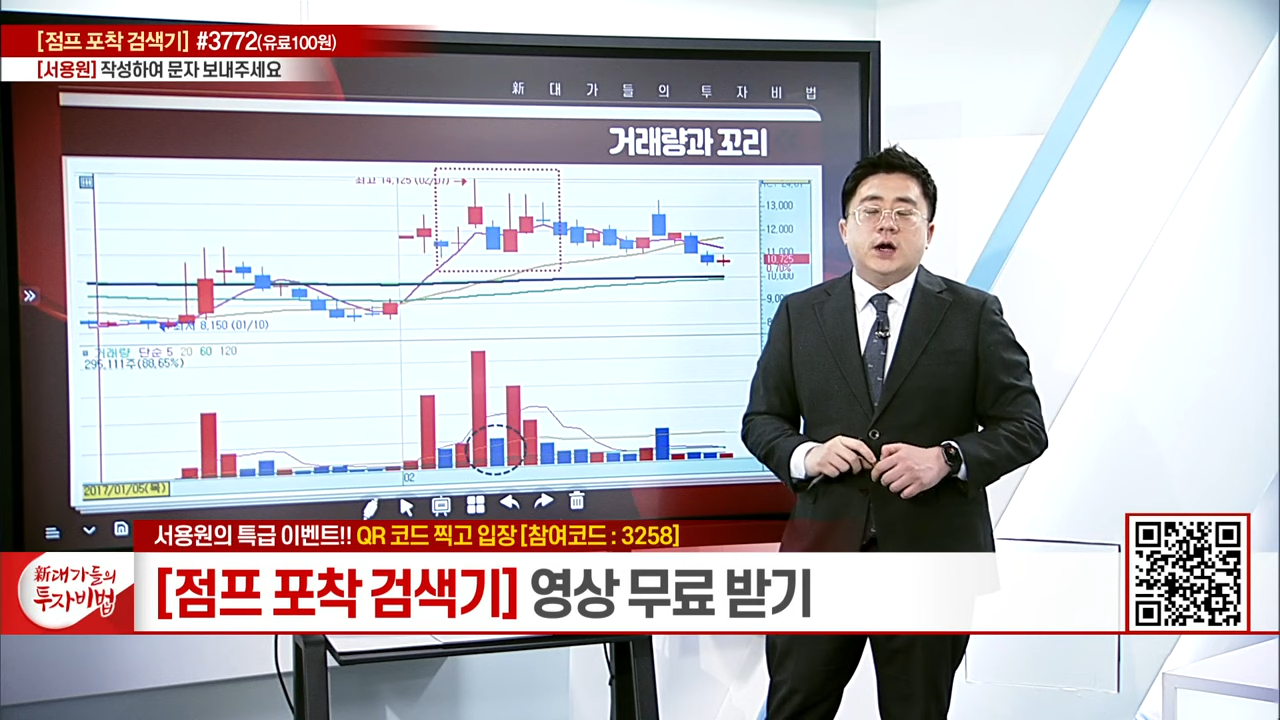 [점프 포착 검색기] #3772(유료100원)
[서용원] 작성하여 문자 보내주세요
新 대 가 들 의 투 자 비 법
거래량과 꼬리
최고 14,125 (02/07)
13,000
12,000
11,000
10,725
0.70%
10,000
최저 8,150 (01/10)
거래량 단순 5 20 60 120
295,111주(88.65%)
02
2017/01/05(목)
서용원의 특급 이벤트!! QR 코드 찍고 입장 [참여코드 : 3258]
新대가들의
투자비법
[점프 포착 검색기] 영상 무료 받기